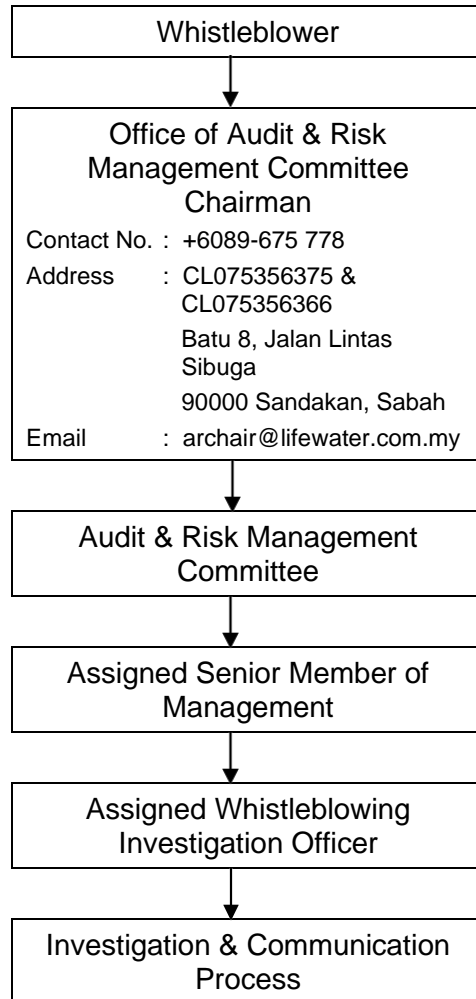 Whistleblower
Office of Audit & Risk
Management Committee
Chairman
Contact No. : +6089-675 778
Address : CL075356375 &
CL075356366
Batu 8, Jalan Lintas
Sibuga
90000 Sandakan, Sabah
Email : archair@lifewater.com.my
Audit & Risk Management
Committee
Assigned Senior Member of
Management
Assigned Whistleblowing
Investigation Officer
Investigation & Communication
Process